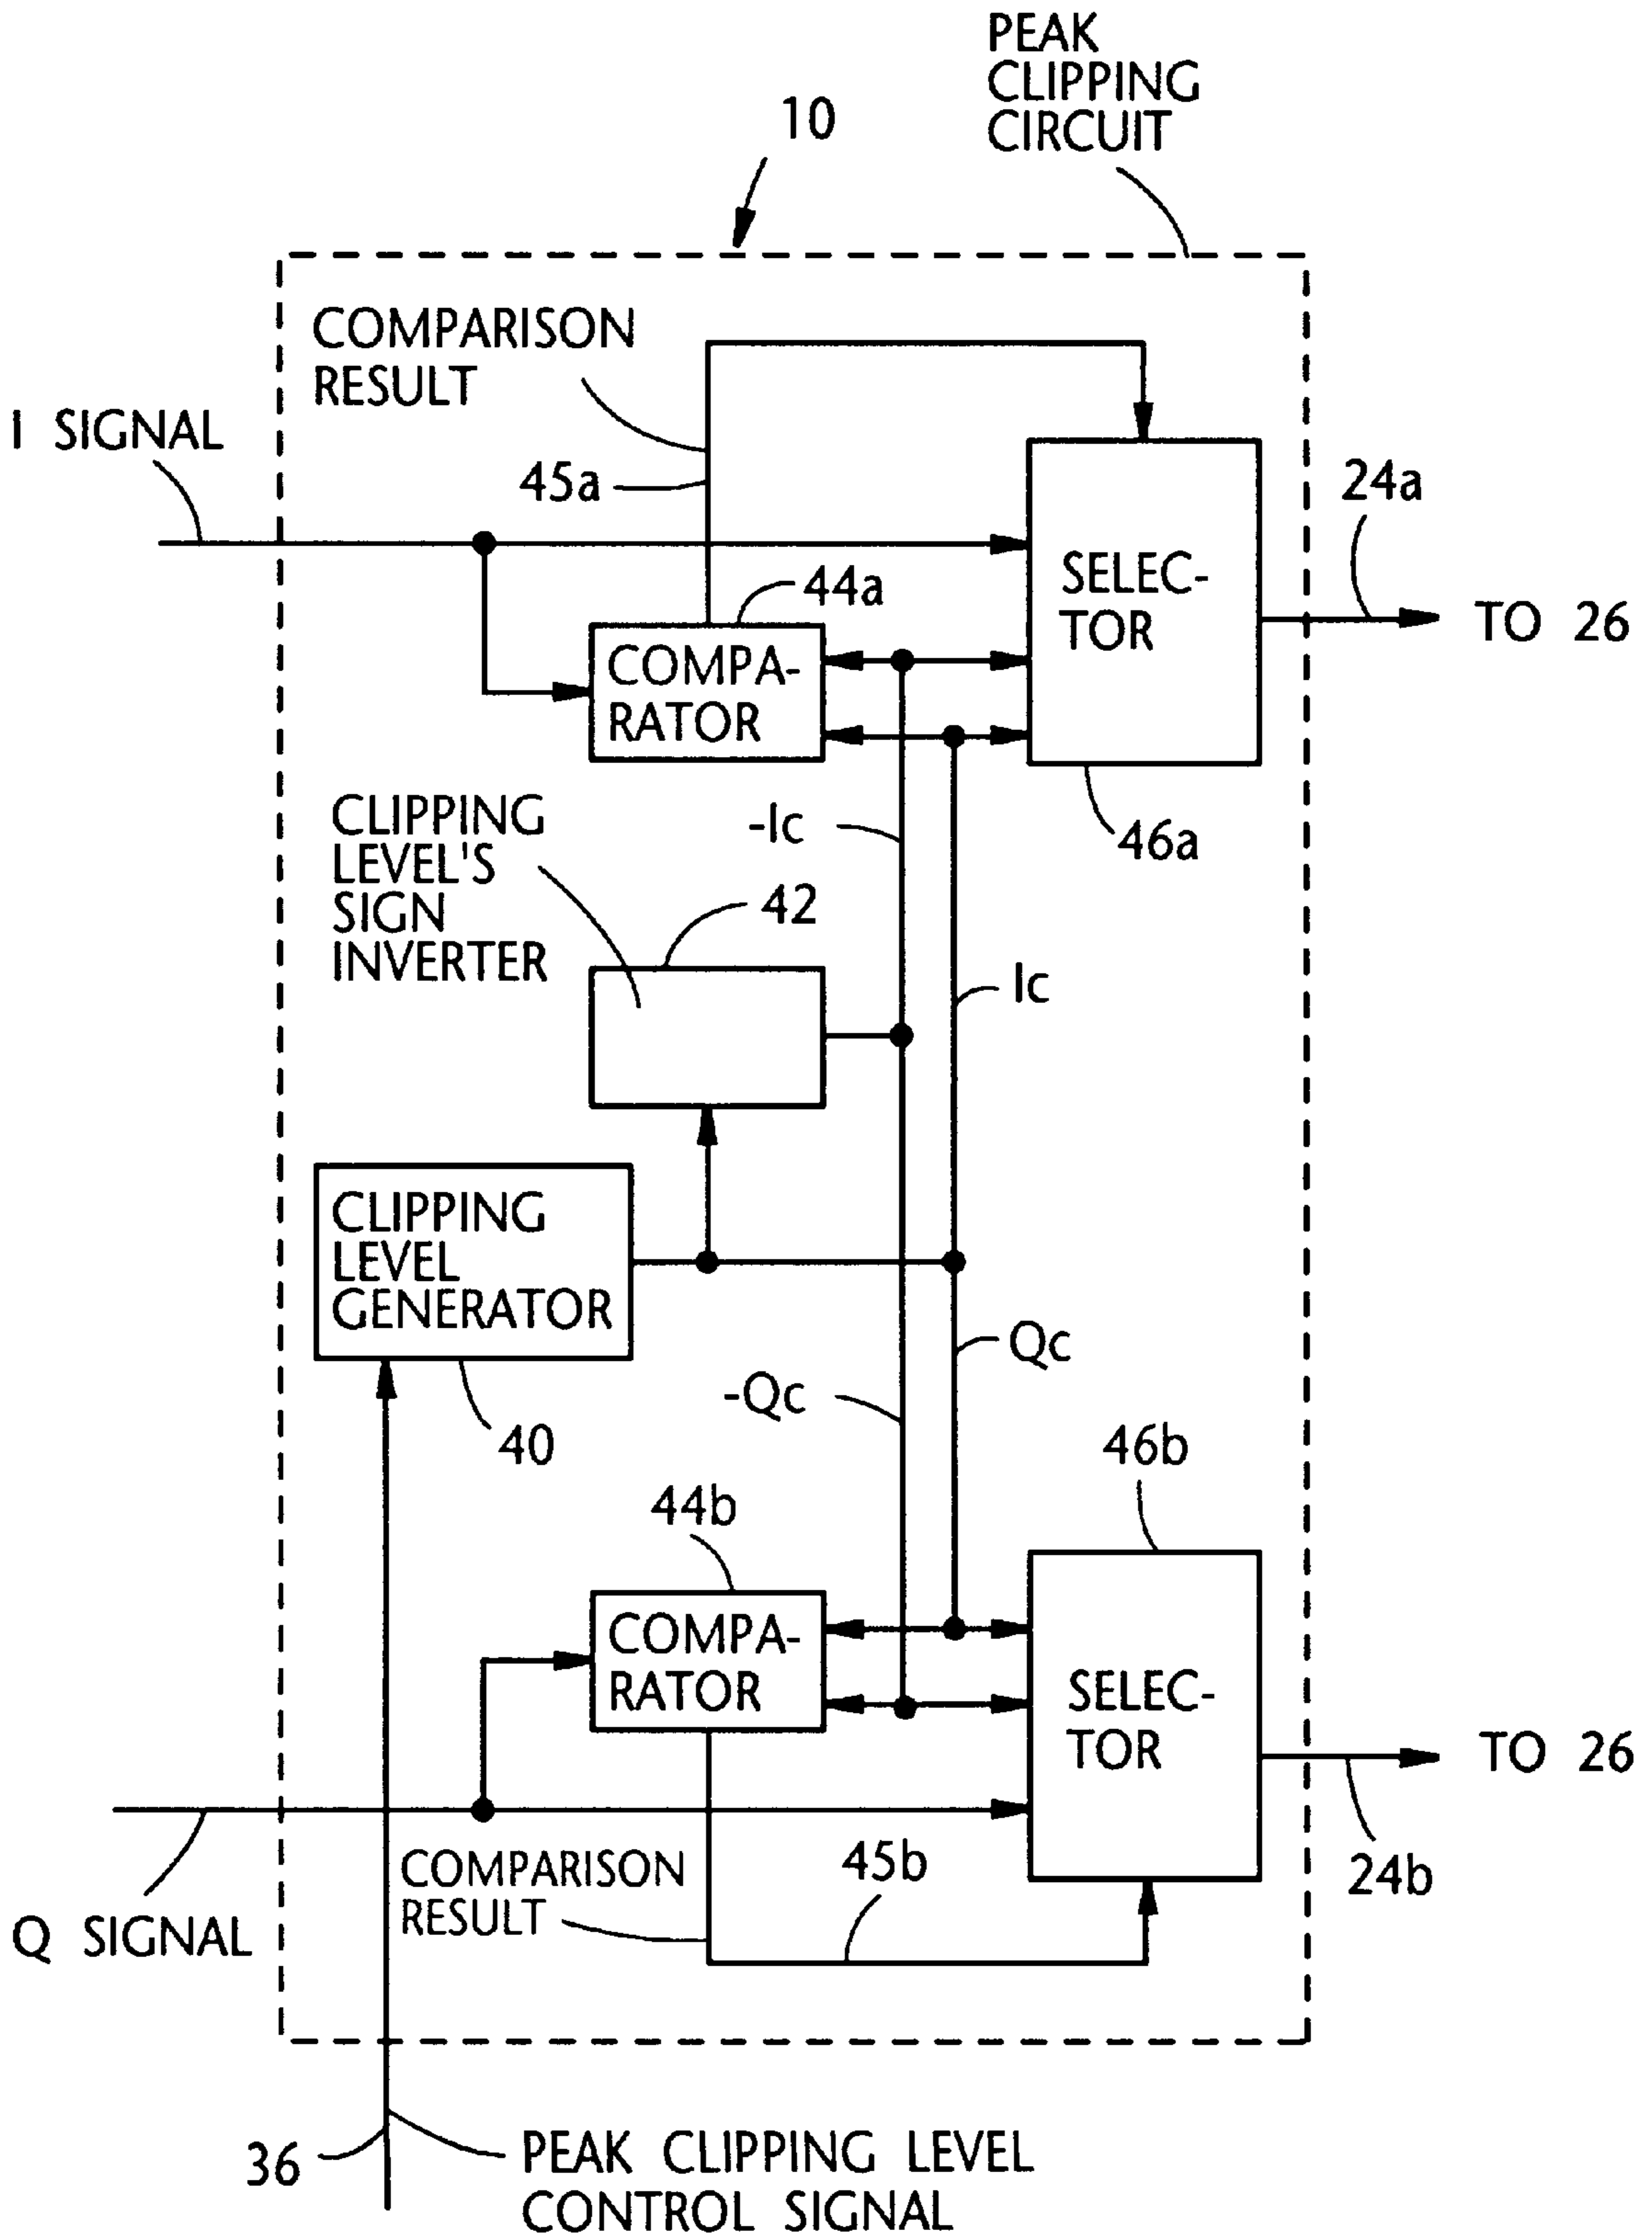 PEAK
CLIPPING
CIRCUIT
10
COMPARISON
RESULT
I SIGNAL
45a
24a
44a
SELEC-
TOR
TO 26
COMPA-
RATOR
46a
CLIPPING
LEVEL'S
SIGN
INVERTER
-Ic
42
Ic
CLIPPING
LEVEL
GENERATOR
Qc
-Qc
40
46b
44b
COMPA-
RATOR
SELEC-
TOR
TO 26
COMPARISON
RESULT
45b
24b
Q SIGNAL
36
PEAK CLIPPING LEVEL
CONTROL SIGNAL